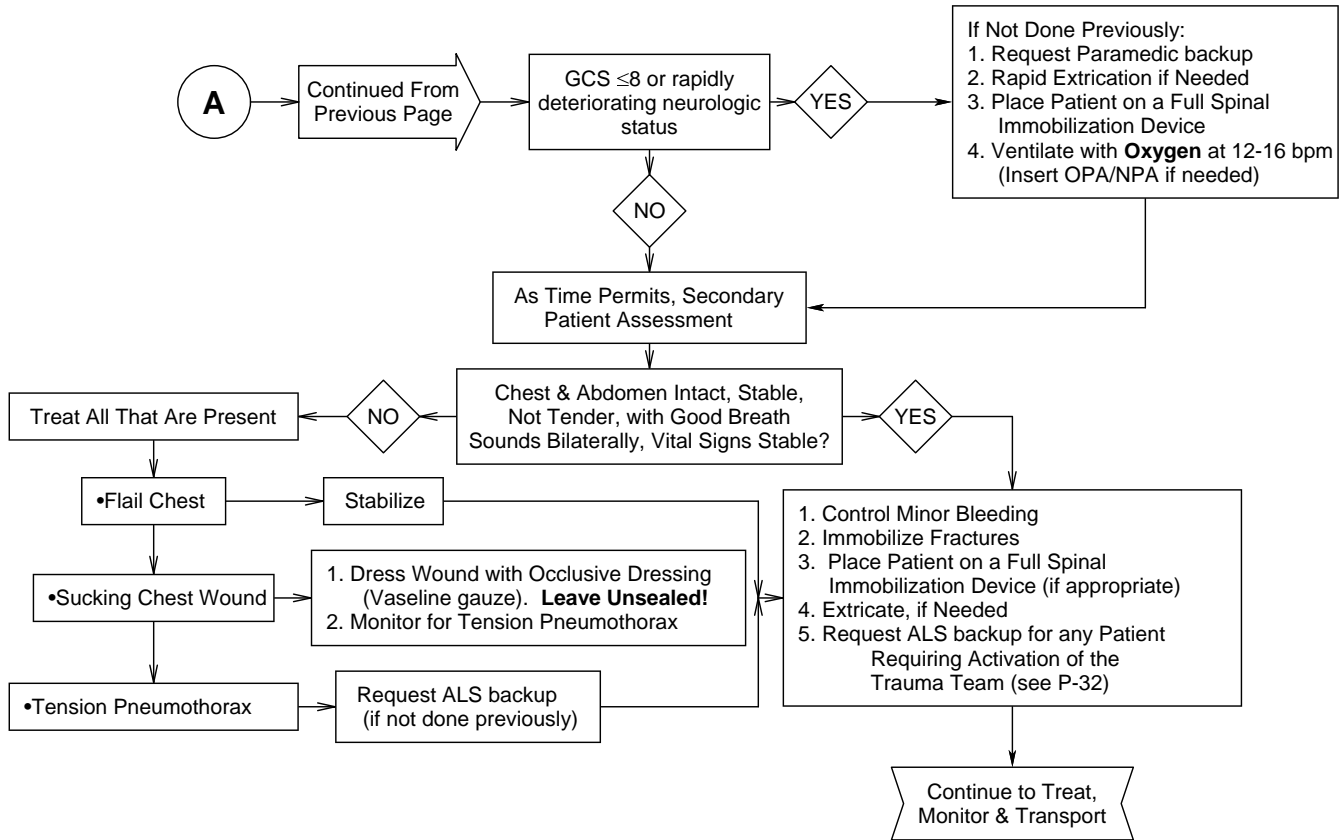 A
Continued From
Previous Page
GCS ≤8 or rapidly
deteriorating neurologic
status
YES
If Not Done Previously:
1. Request Paramedic backup
2. Rapid Extrication if Needed
3. Place Patient on a Full Spinal
Immobilization Device
4. Ventilate with Oxygen at 12-16 bpm
(Insert OPA/NPA if needed)
NO
As Time Permits, Secondary
Patient Assessment
Chest & Abdomen Intact, Stable,
Not Tender, with Good Breath
Sounds Bilaterally, Vital Signs Stable?
NO
YES
Treat All That Are Present
•Flail Chest
Stabilize
•Sucking Chest Wound
1. Dress Wound with Occlusive Dressing
(Vaseline gauze). Leave Unsealed!
2. Monitor for Tension Pneumothorax
•Tension Pneumothorax
Request ALS backup
(if not done previously)
1. Control Minor Bleeding
2. Immobilize Fractures
3. Place Patient on a Full Spinal
Immobilization Device (if appropriate)
4. Extricate, if Needed
5. Request ALS backup for any Patient
Requiring Activation of the
Trauma Team (see P-32)
Continue to Treat,
Monitor & Transport